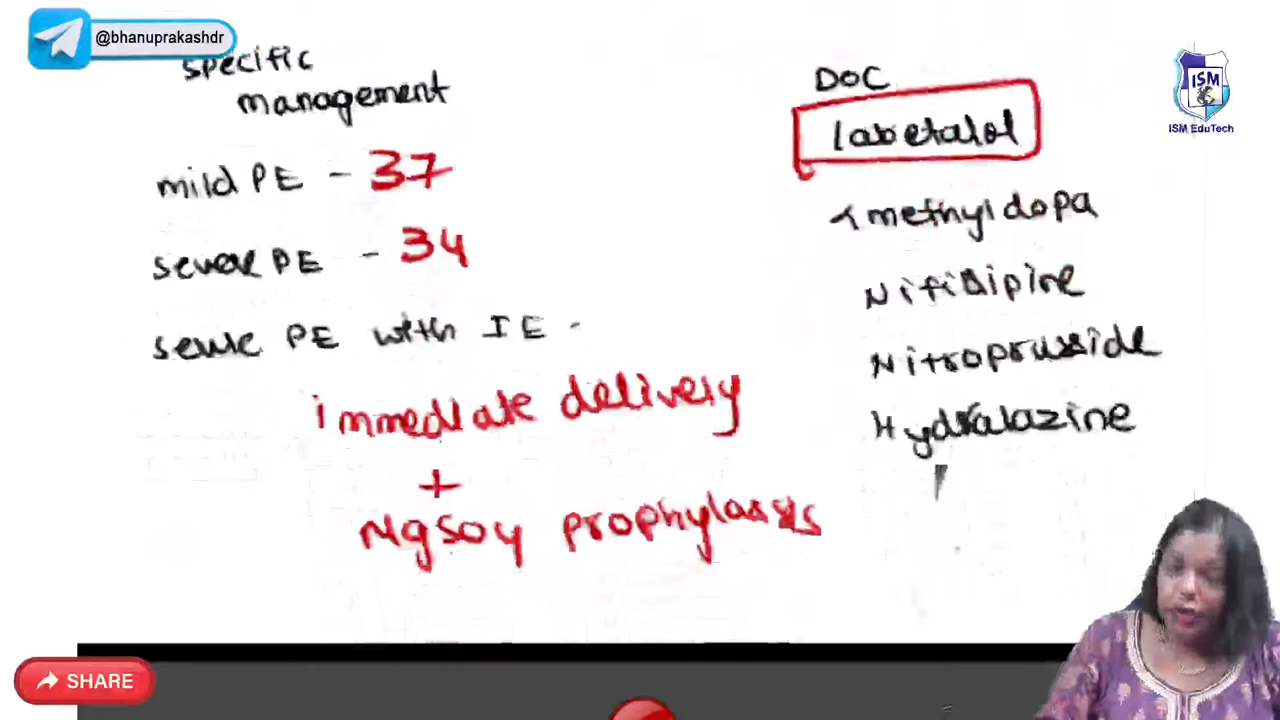 @bhanuprakashdr
specific
management
mild PE - 37
severe PE - 34
severe PE with IE -
immediate delivery
+
MgSO4 prophylaxis
DOC
labetalol
α methyldopa
Nifidipine
Nitroprusside
Hydralazine
ISM
ISM EduTech
SHARE